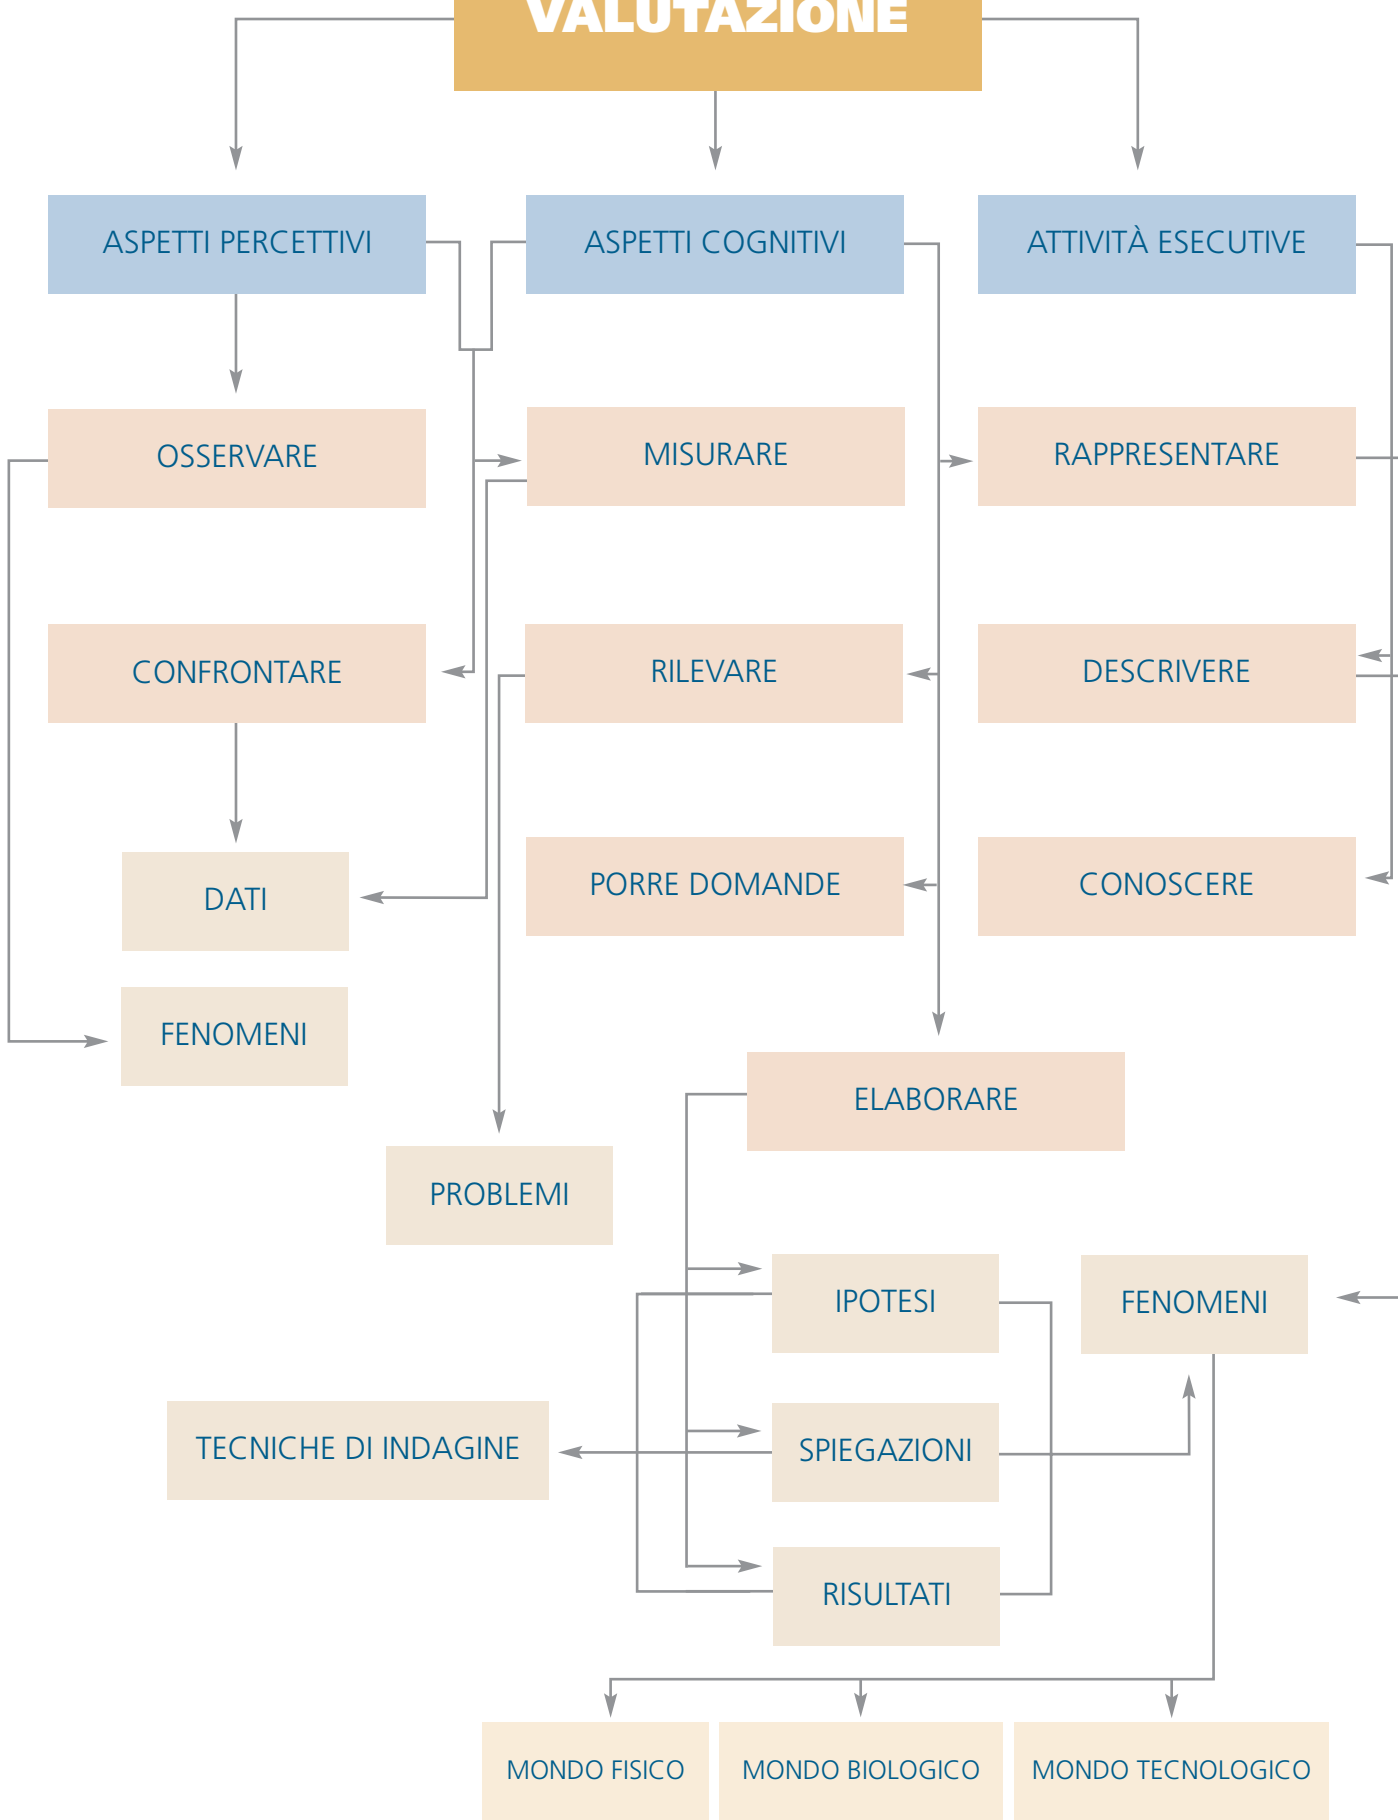 VALUTAZIONE
ASPETTI PERCETTIVI
ASPETTI COGNITIVI
ATTIVITÀ ESECUTIVE
OSSERVARE
MISURARE
RAPPRESENTARE
CONFRONTARE
RILEVARE
DESCRIVERE
DATI
PORRE DOMANDE
CONOSCERE
FENOMENI
ELABORARE
PROBLEMI
IPOTESI
FENOMENI
TECNICHE DI INDAGINE
SPIEGAZIONI
RISULTATI
MONDO FISICO
MONDO BIOLOGICO
MONDO TECNOLOGICO